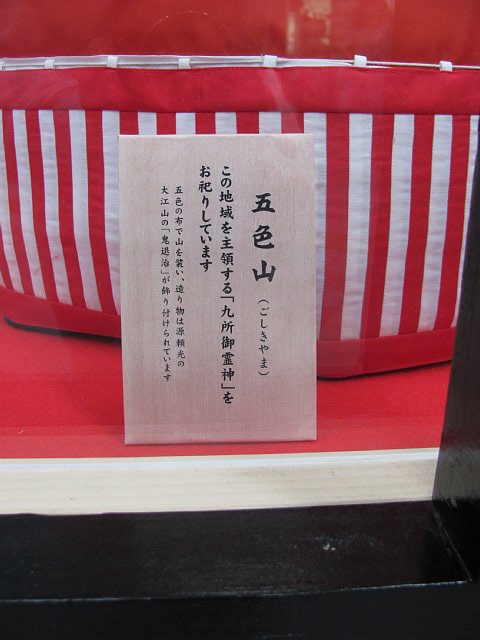 五色山（ごしきやま）
この地域を主領する「九所御霊神」を
お祀りしています
五色の布で山を装い、造り物は源頼光の
大江山の「鬼退治」が飾り付けられています